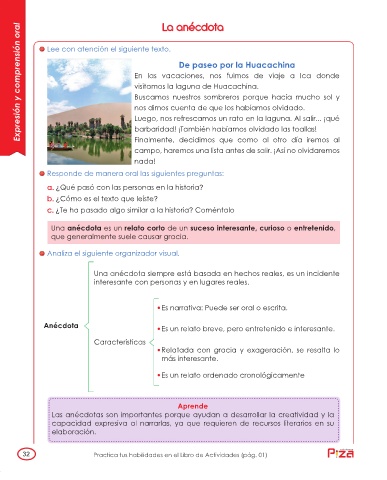 La anécdota
Expresión y comprensión oral
Lee con atención el siguiente texto.
De paseo por la Huacachina
En las vacaciones, nos fuimos de viaje a Ica donde
visitamos la laguna de Huacachina.
Buscamos nuestros sombreros porque hacía mucho sol y
nos dimos cuenta de que los habíamos olvidado.
Luego, nos refrescamos un rato en la laguna. Al salir... ¡qué
barbaridad! ¡También habíamos olvidado las toallas!
Finalmente, decidimos que como al otro día iremos al
campo, haremos una lista antes de salir. ¡Así no olvidaremos
nada!
Responde de manera oral las siguientes preguntas:
a. ¿Qué pasó con las personas en la historia?
b. ¿Cómo es el texto que leíste?
c. ¿Te ha pasado algo similar a la historia? Coméntalo
Una anécdota es un relato corto de un suceso interesante, curioso o entretenido,
que generalmente suele causar gracia.
Analiza el siguiente organizador visual.
Una anécdota siempre está basada en hechos reales, es un incidente
interesante con personas y en lugares reales.
• Es narrativa: Puede ser oral o escrita.
Anécdota
• Es un relato breve, pero entretenido e interesante.
Características
• Relatada con gracia y exageración, se resalta lo
más interesante.
• Es un relato ordenado cronológicamente
Aprende
Las anécdotas son importantes porque ayudan a desarrollar la creatividad y la
capacidad expresiva al narrarlas, ya que requieren de recursos literarios en su
elaboración.
32
Practica tus habilidades en el Libro de Actividades (pág. 01)